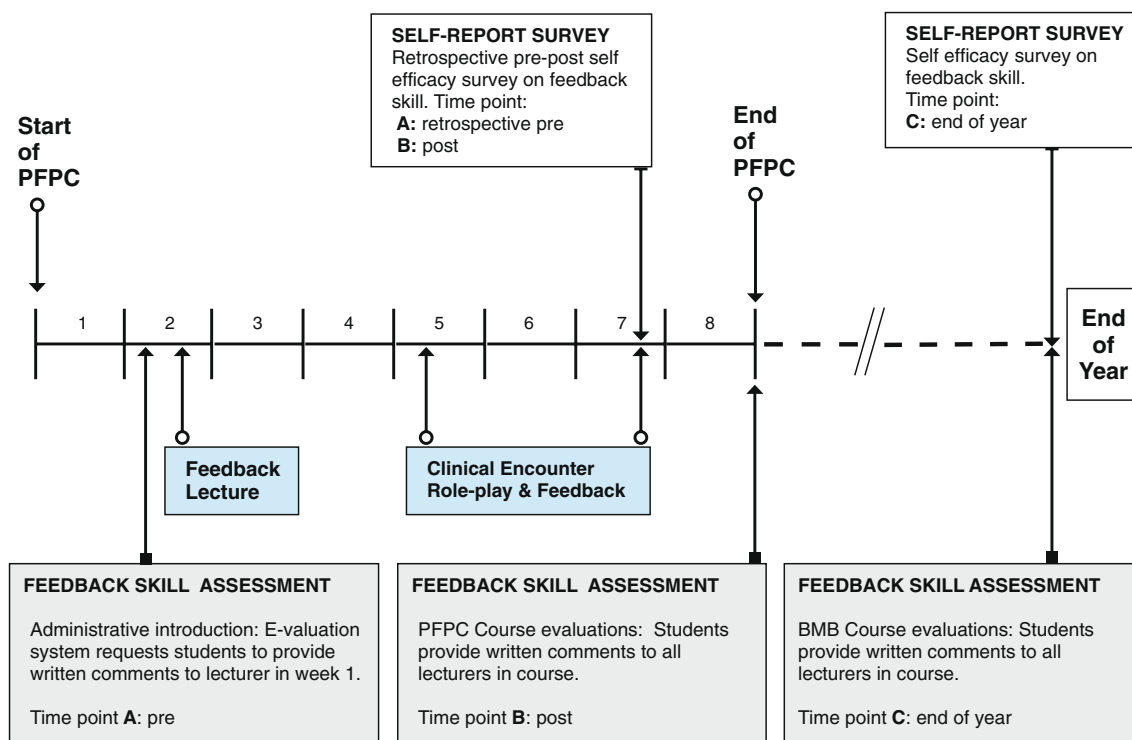 SELF-REPORT SURVEY
Retrospective pre-post self
efficacy survey on feedback
skill. Time point:
A: retrospective pre
B: post
SELF-REPORT SURVEY
Self efficacy survey on
feedback skill.
Time point:
C: end of year
Start
of
PFPC
End
of
PFPC
1 2 3 4 5 6 7 8
End
of
Year
Feedback
Lecture
Clinical Encounter
Role-play & Feedback
FEEDBACK SKILL ASSESSMENT
Administrative introduction: E-valuation
system requests students to provide
written comments to lecturer in week 1.
Time point A: pre
FEEDBACK SKILL ASSESSMENT
PFPC Course evaluations: Students
provide written comments to all
lecturers in course.
Time point B: post
FEEDBACK SKILL ASSESSMENT
BMB Course evaluations: Students
provide written comments to all
lecturers in course.
Time point C: end of year